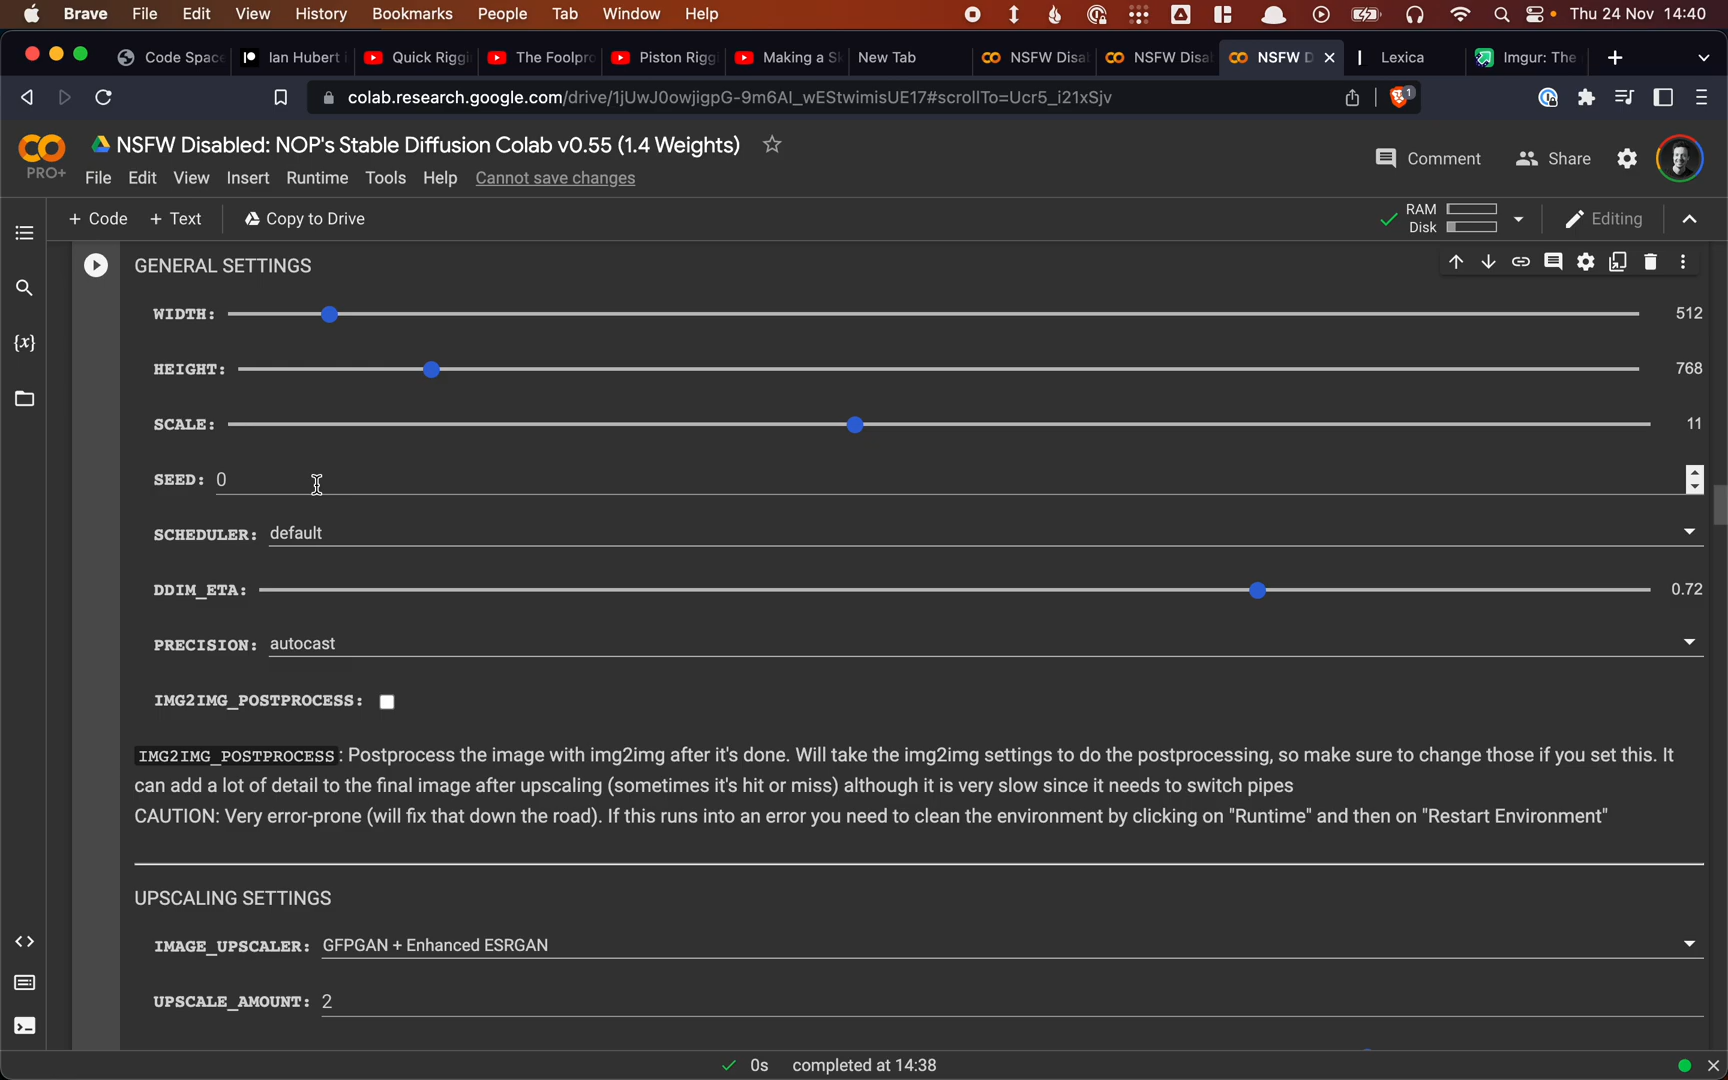 Brave File Edit View History Bookmarks People Tab Window Help Thu 24 Nov 14:40
Code Space Ian Hubert Quick Riggi The Foolpro Piston Rigg Making a Sk New Tab NSFW Disa NSFW Disa NSFW D Lexica Imgur: The
colab.research.google.com/drive/1jUwJ0owjigpG-9m6AI_wEStwimisUE17#scrollTo=Ucr5_i21xSjv 1
NSFW Disabled: NOP's Stable Diffusion Colab v0.55 (1.4 Weights)
PRO+ File Edit View Insert Runtime Tools Help Cannot save changes
Comment Share
+ Code + Text Copy to Drive
RAM
Disk
Editing
GENERAL SETTINGS
WIDTH: 512
HEIGHT: 768
SCALE: 11
SEED: 0
SCHEDULER: default
DDIM_ETA: 0.72
PRECISION: autocast
IMG2IMG_POSTPROCESS:
IMG2IMG_POSTPROCESS: Postprocess the image with img2img after it's done. Will take the img2img settings to do the postprocessing, so make sure to change those if you set this. It
can add a lot of detail to the final image after upscaling (sometimes it's hit or miss) although it is very slow since it needs to switch pipes
CAUTION: Very error-prone (will fix that down the road). If this runs into an error you need to clean the environment by clicking on "Runtime" and then on "Restart Environment"
UPSCALING SETTINGS
IMAGE_UPSCALER: GFPGAN + Enhanced ESRGAN
UPSCALE_AMOUNT: 2
0s completed at 14:38